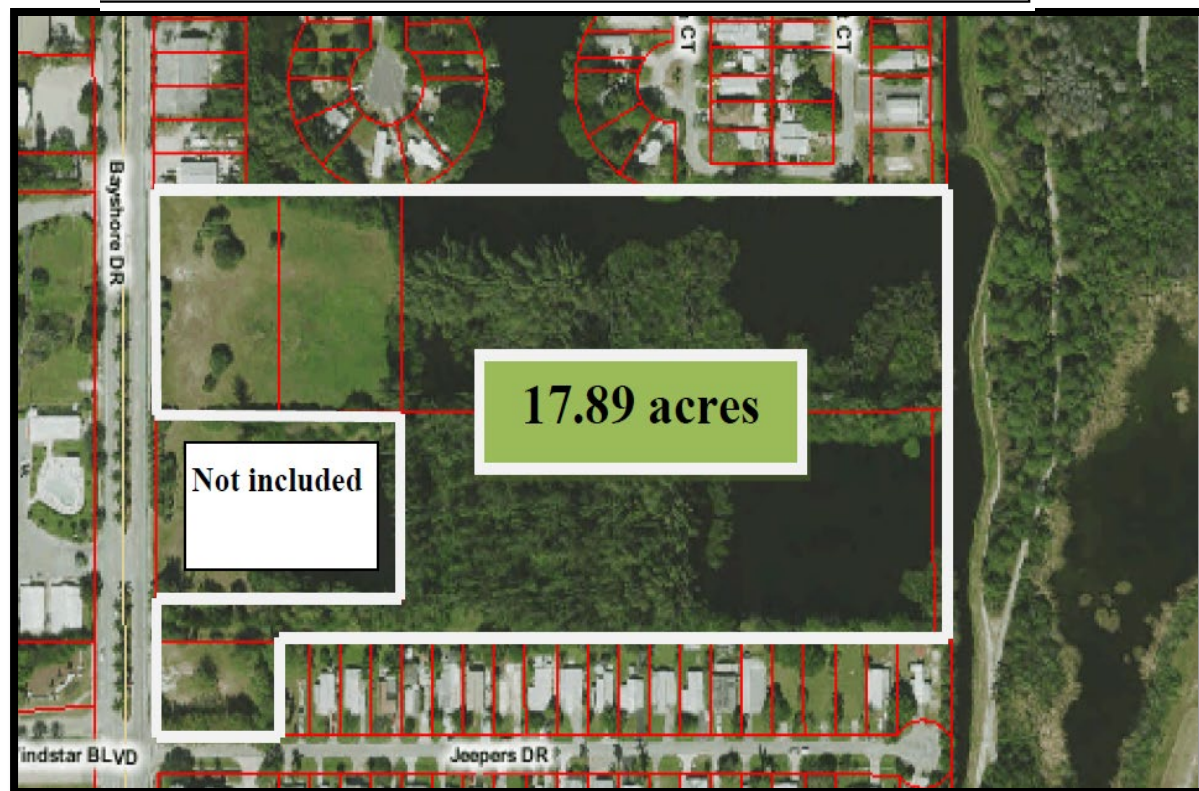 CT
CT
Bayshore DR
17.89 acres
Not included
indstar BLVD
Jeepers DR